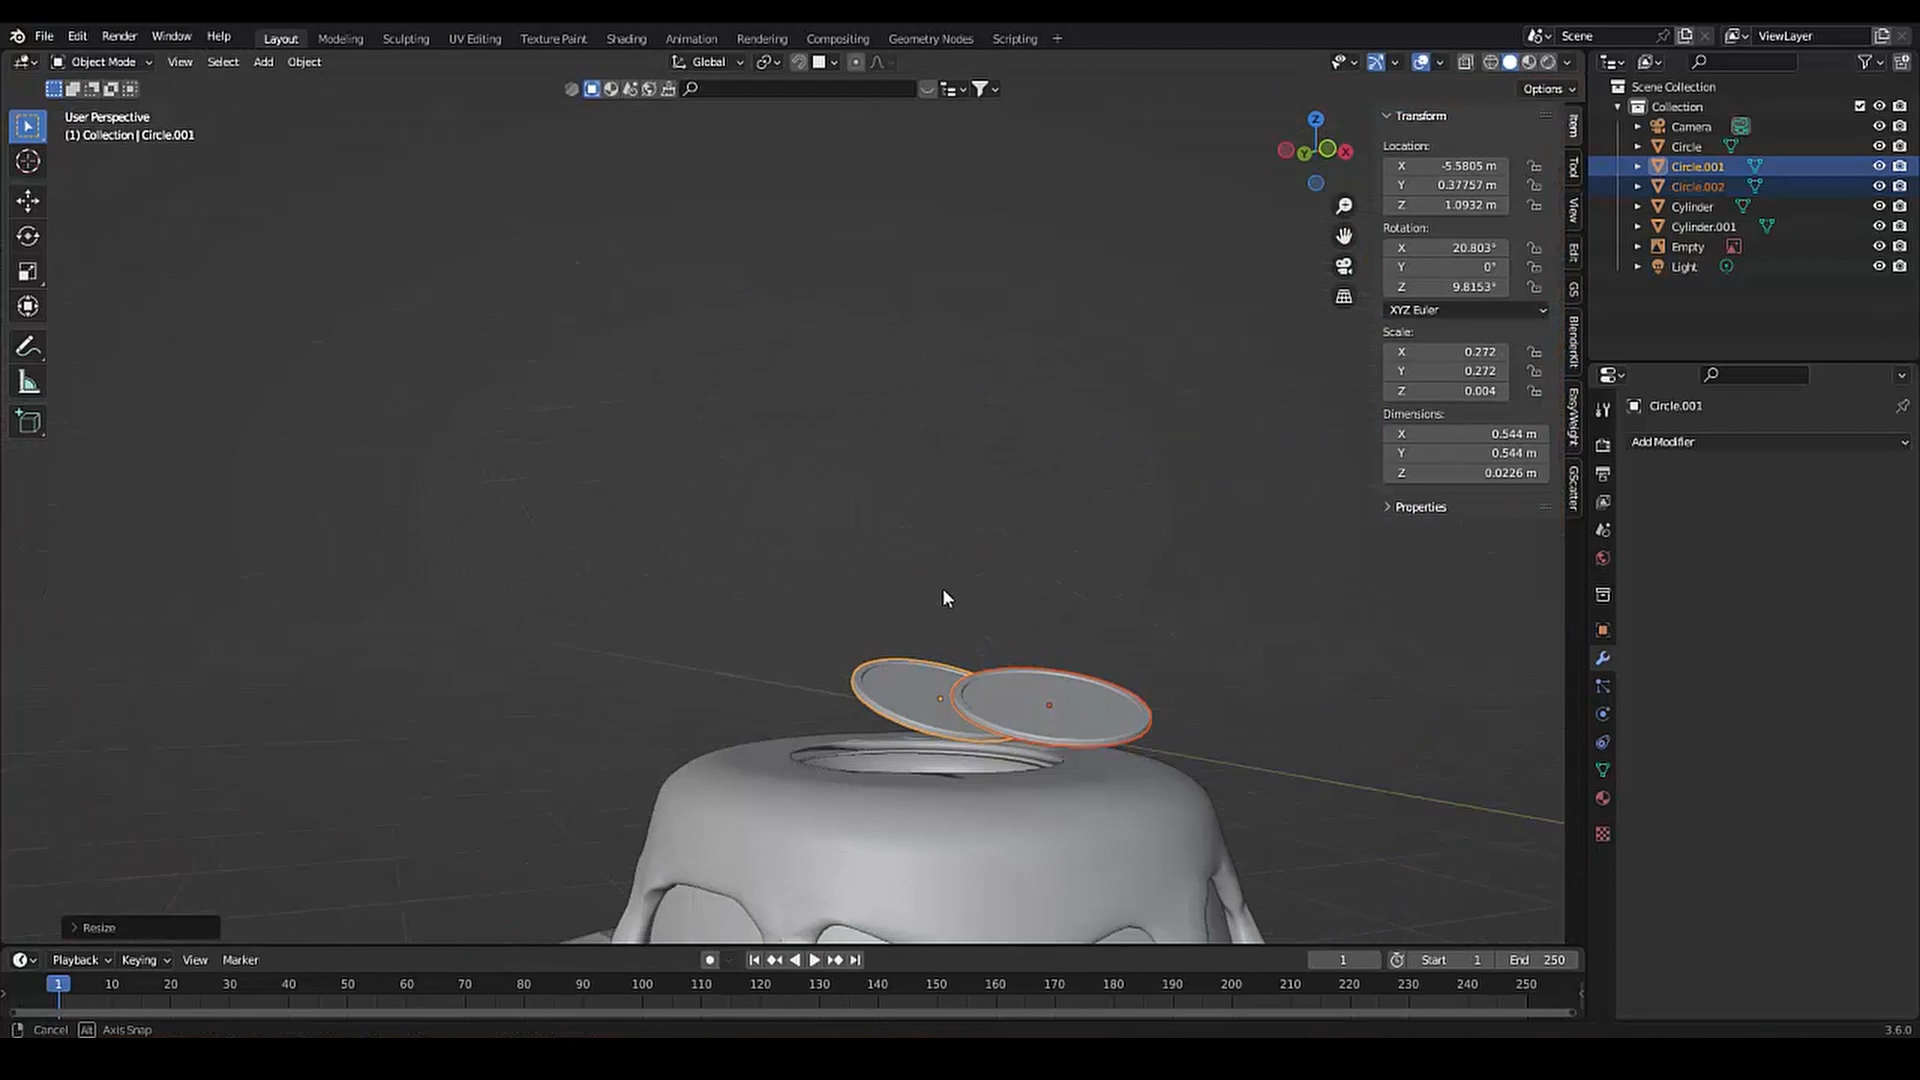 File Edit Render Window Help Layout Modeling Sculpting UV Editing Texture Paint Shading Animation Rendering Compositing Geometry Nodes Scripting + Scene ViewLayer
Object Mode View Select Add Object Global
Options
User Perspective
(1) Collection | Circle.001
Z
Y
X
Transform
Location:
X -5.5805 m
Y 0.37757 m
Z 1.0932 m
Rotation:
X 20.803°
Y 0°
Z 9.8153°
XYZ Euler
Scale:
X 0.272
Y 0.272
Z 0.004
Dimensions:
X 0.544 m
Y 0.544 m
Z 0.0226 m
Properties
Item
Tool
View
Edit
GS
BlenderKit
EasyWeight
GScatter
Scene Collection
Collection
Camera
Circle
Circle.001
Circle.002
Cylinder
Cylinder.001
Empty
Light
Circle.001
Add Modifier
Resize
Playback Keying View Marker 1 Start 1 End 250
1 10 20 30 40 50 60 70 80 90 100 110 120 130 140 150 160 170 180 190 200 210 220 230 240 250
Cancel Alt Axis Snap 3.6.0